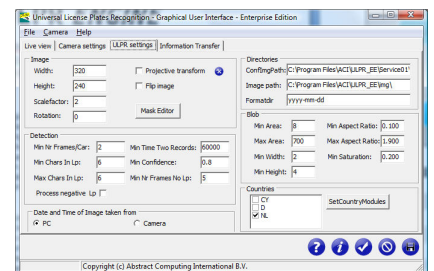 Universal License Plates Recognition - Graphical User Interface - Enterprise Edition
File Camera Help
Live view Camera settings ULPR settings Information Transfer
Image
Width: 320
Projective transform
Height: 240
Flip image
Scalefactor: 2
Rotation: 0
Mask Editor
Directories
ConfImgPath: C:\Program Files\ACI\ULPR_EE\Service01\
Image path: C:\Program Files\ACI\ULPR_EE\img\
Formatdir yyyy-mm-dd
Detection
Min Nr Frames/Car: 2 Min Time Two Records: 60000
Min Chars In Lp: 6 Min Confidence: 0.8
Max Chars In Lp: 6 Min Nr Frames No Lp: 5
Process negative Lp
Blob
Min Area: 8 Min Aspect Ratio: 0.100
Max Area: 700 Max Aspect Ratio: 1.900
Min Width: 2 Min Saturation: 0.200
Min Height: 4
Date and Time of Image taken from
PC Camera
Countries
CY
D
NL
SetCountryModules
Copyright (c) Abstract Computing International B.V.